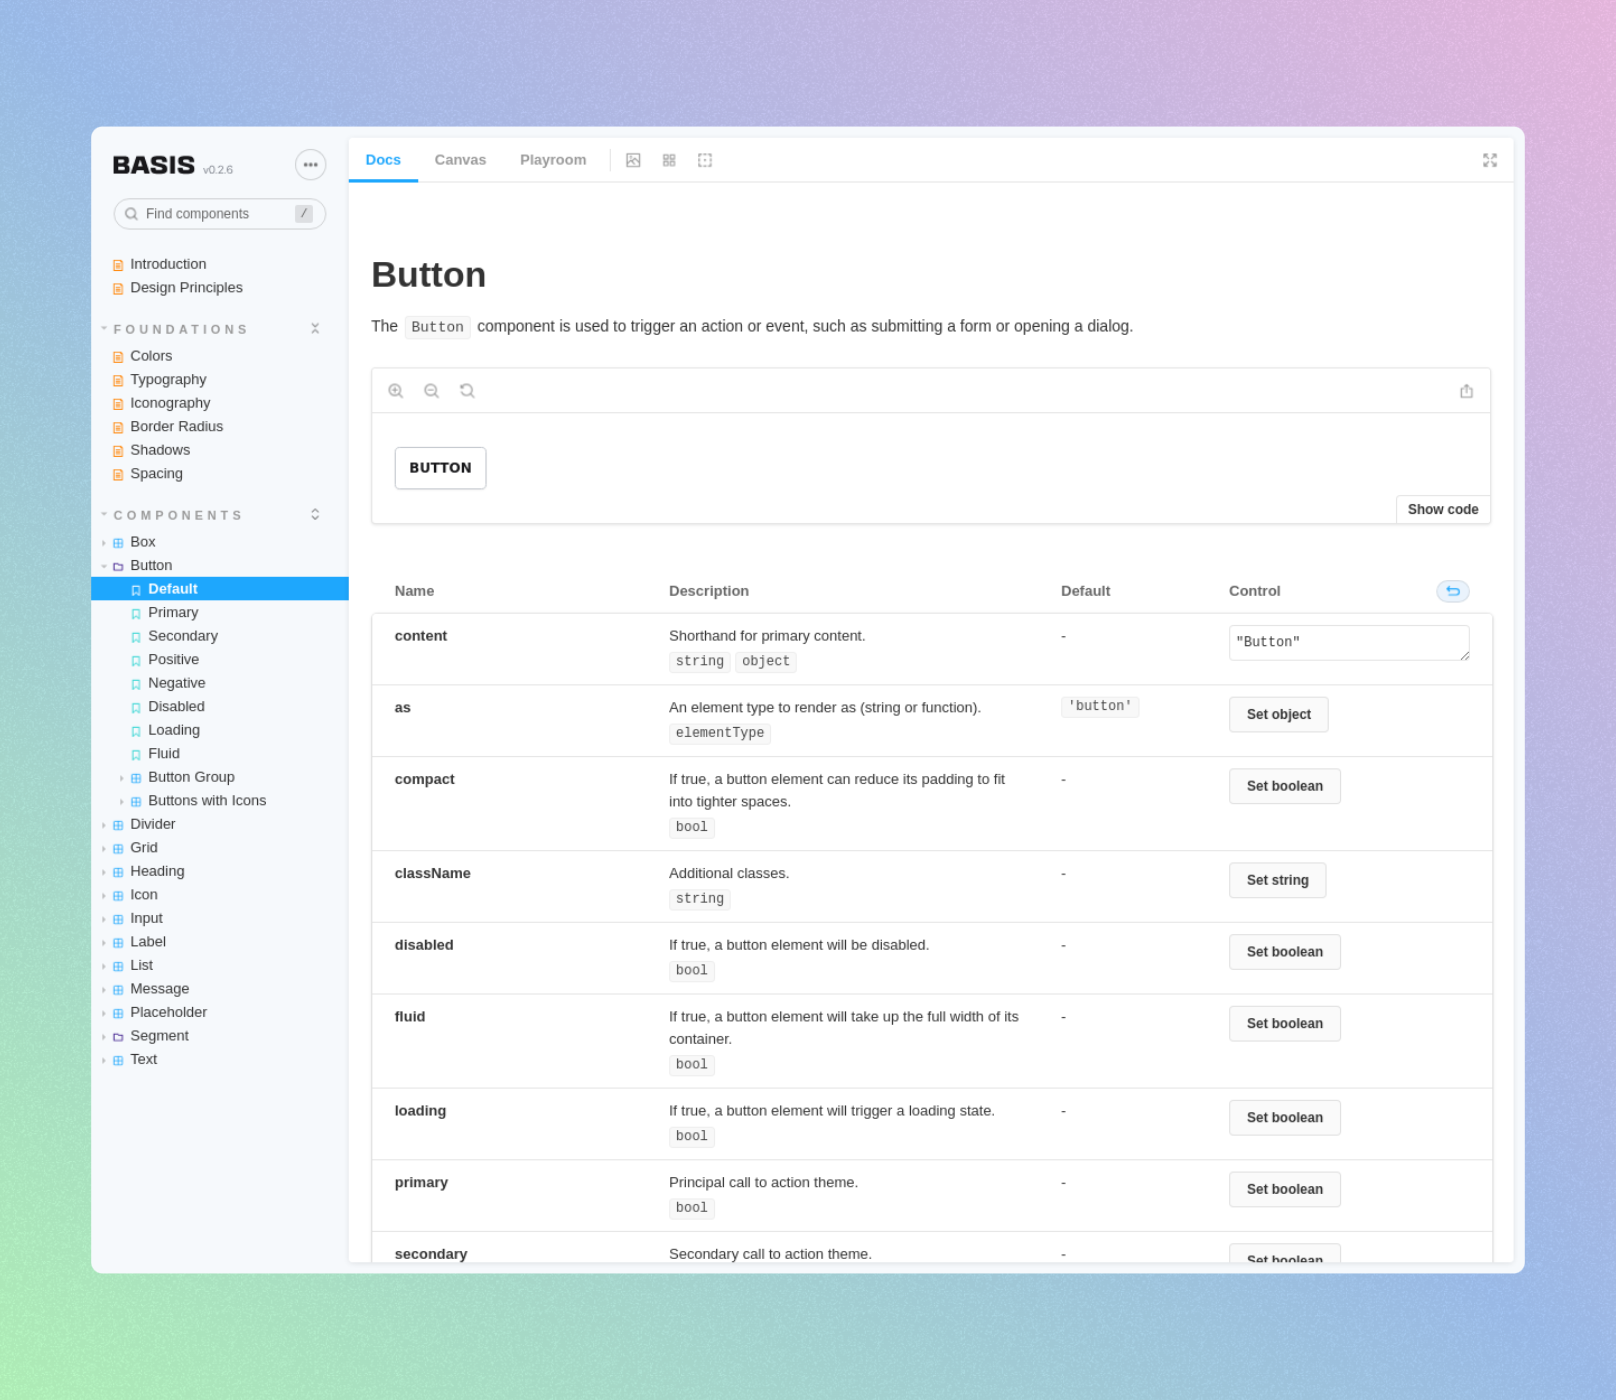 BASIS v0.2.6
Find components /
Introduction
Design Principles
FOUNDATIONS
Colors
Typography
Iconography
Border Radius
Shadows
Spacing
COMPONENTS
Box
Button
Default
Primary
Secondary
Positive
Negative
Disabled
Loading
Fluid
Button Group
Buttons with Icons
Divider
Grid
Heading
Icon
Input
Label
List
Message
Placeholder
Segment
Text
Docs Canvas Playroom
Button
The Button component is used to trigger an action or event, such as submitting a form or opening a dialog.
BUTTON
Show code
Name Description Default Control
content Shorthand for primary content. - "Button"
string object
as An element type to render as (string or function). 'button' Set object
elementType
compact If true, a button element can reduce its padding to fit - Set boolean
into tighter spaces.
bool
className Additional classes. - Set string
string
disabled If true, a button element will be disabled. - Set boolean
bool
fluid If true, a button element will take up the full width of its - Set boolean
container.
bool
loading If true, a button element will trigger a loading state. - Set boolean
bool
primary Principal call to action theme. - Set boolean
bool
secondary Secondary call to action theme. - Set boolean